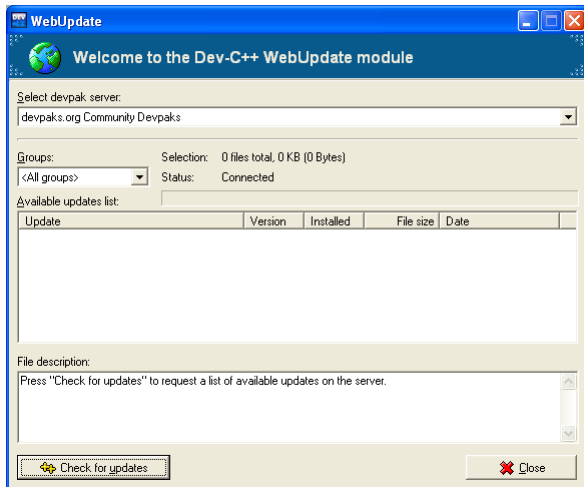 WebUpdate
Welcome to the Dev-C++ WebUpdate module
Select devpak server:
devpaks.org Community Devpaks
Groups:
Selection: 0 files total, 0 KB (0 Bytes)
<All groups>
Status: Connected
Available updates list:
Update Version Installed File size Date
File description:
Press "Check for updates" to request a list of available updates on the server.
Check for updates
Close